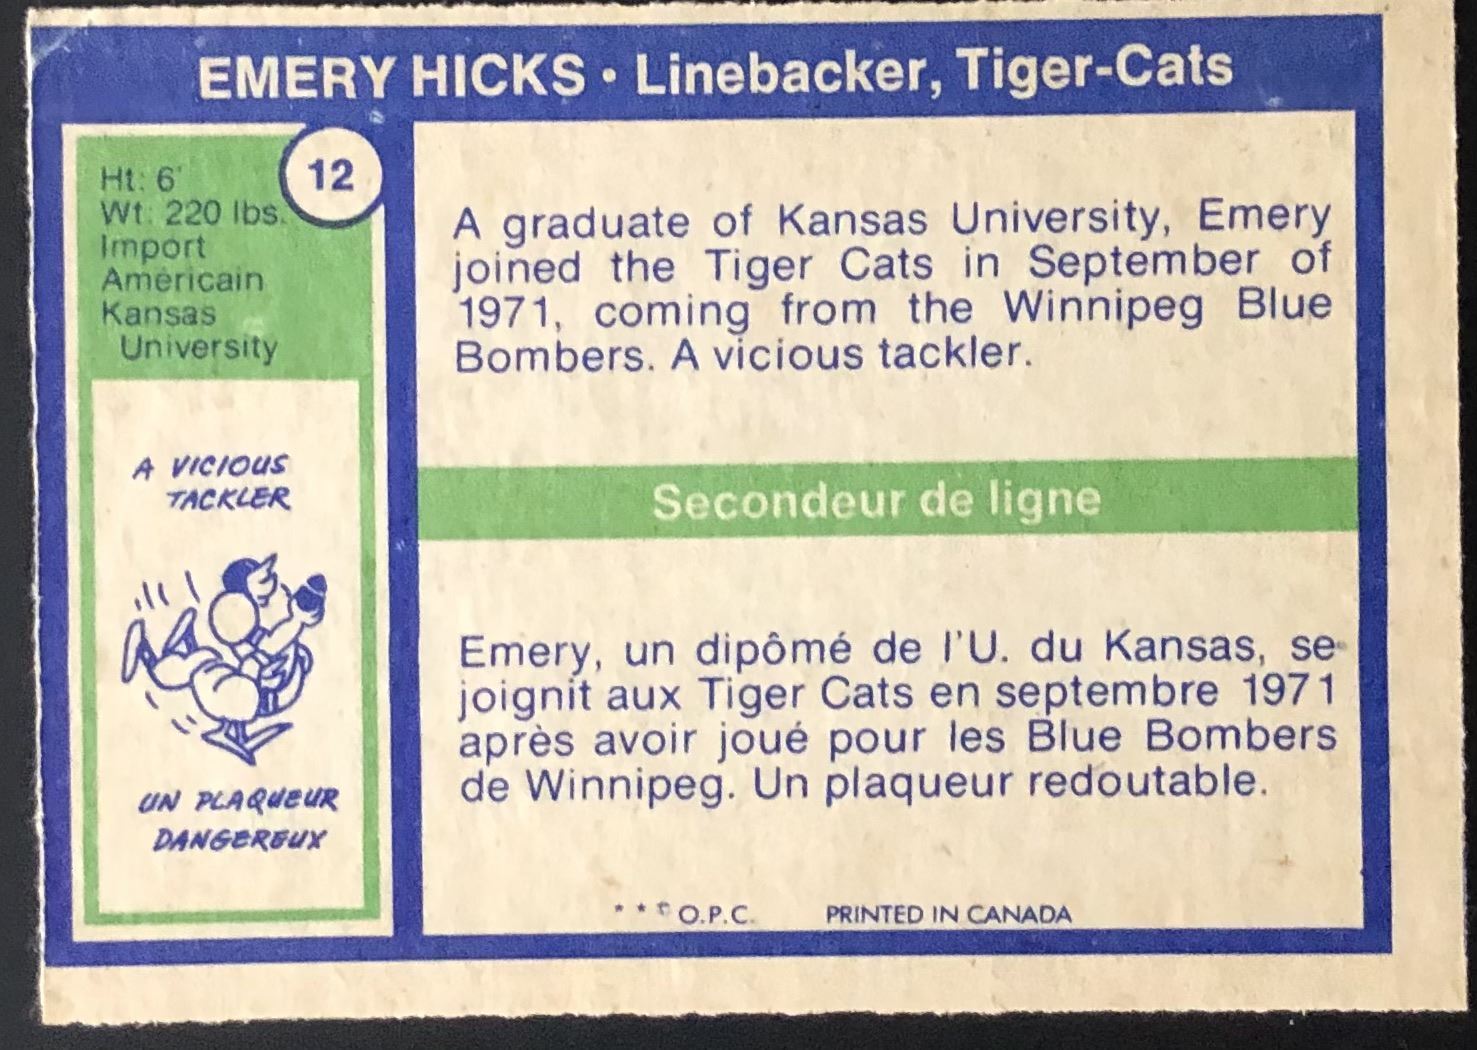 EMERY HICKS • Linebacker, Tiger-Cats
12
Ht: 6'
Wt: 220 lbs.
Import
Américain
Kansas
University
A VICIOUS
TACKLER
UN PLAQUEUR
DANGEREUX
A graduate of Kansas University, Emery
joined the Tiger Cats in September of
1971, coming from the Winnipeg Blue
Bombers. A vicious tackler.
Secondeur de ligne
Emery, un dipômé de l'U. du Kansas, se-
joignit aux Tiger Cats en septembre 1971
après avoir joué pour les Blue Bombers
de Winnipeg. Un plaqueur redoutable.
* * © O.P.C. PRINTED IN CANADA